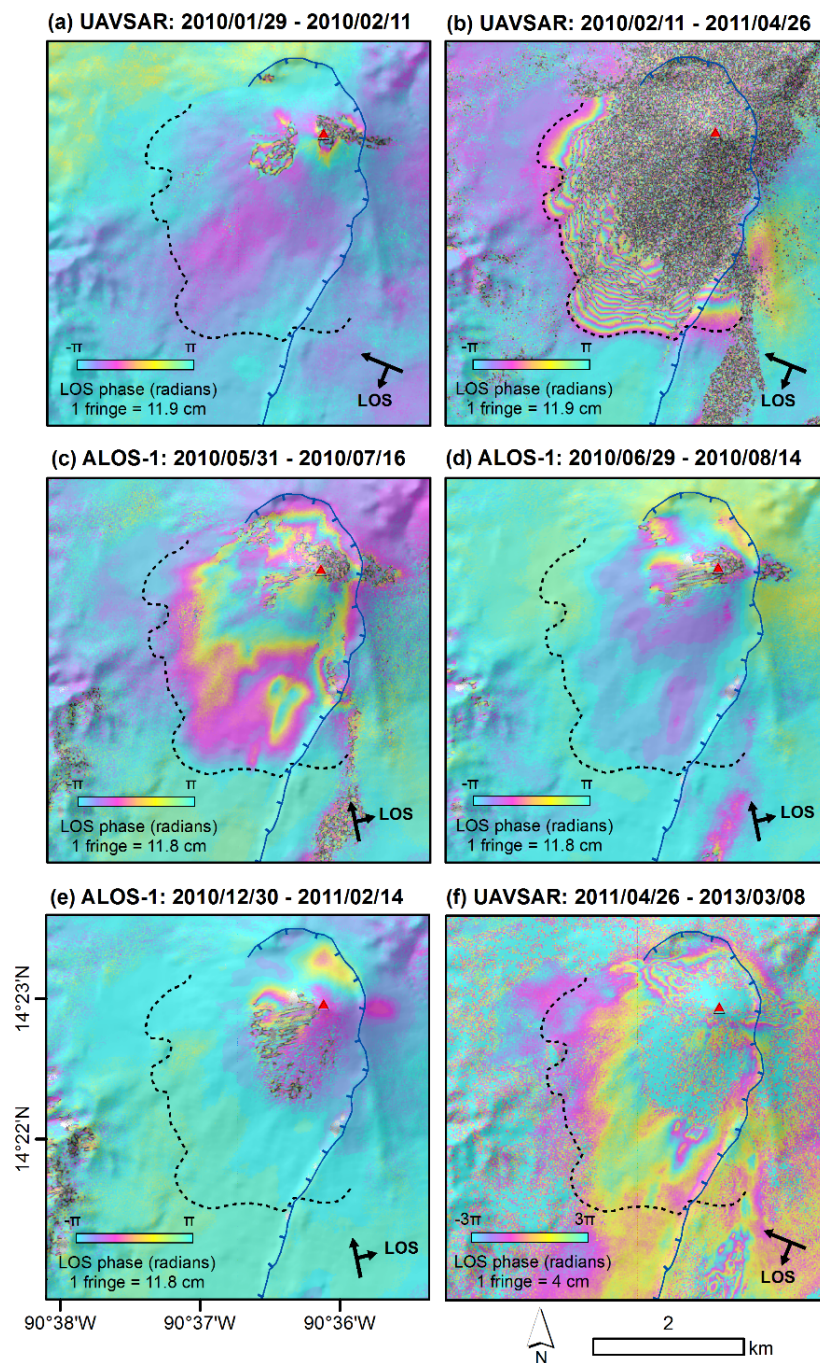 (a) UAVSAR: 2010/01/29 - 2010/02/11
-π π
LOS phase (radians)
1 fringe = 11.9 cm
LOS
(b) UAVSAR: 2010/02/11 - 2011/04/26
-π π
LOS phase (radians)
1 fringe = 11.9 cm
LOS
(c) ALOS-1: 2010/05/31 - 2010/07/16
-π π
LOS phase (radians)
1 fringe = 11.8 cm
LOS
(d) ALOS-1: 2010/06/29 - 2010/08/14
-π π
LOS phase (radians)
1 fringe = 11.8 cm
LOS
(e) ALOS-1: 2010/12/30 - 2011/02/14
14°23'N
14°22'N
-π π
LOS phase (radians)
1 fringe = 11.8 cm
LOS
90°38'W 90°37'W 90°36'W
(f) UAVSAR: 2011/04/26 - 2013/03/08
-3π 3π
LOS phase (radians)
1 fringe = 4 cm
LOS
N
2
km